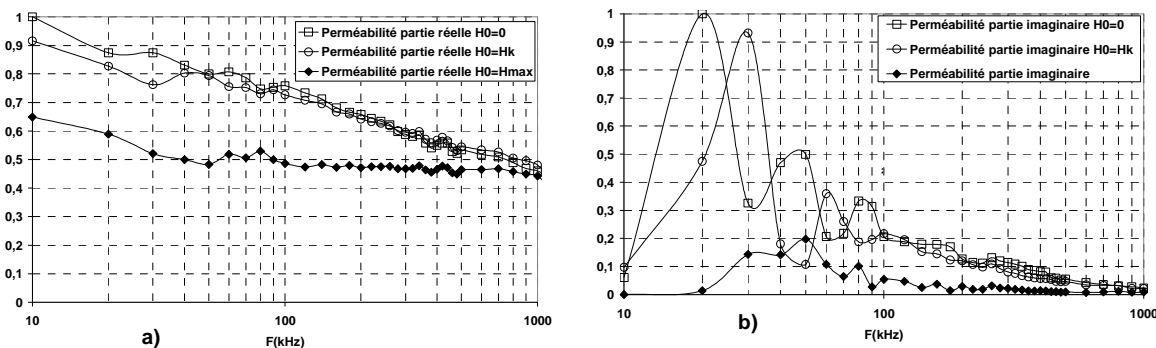 Perméabilité partie réelle H0=0
Perméabilité partie réelle H0=Hk
Perméabilité partie réelle H0=Hmax
1
0,9
0,8
0,7
0,6
0,5
0,4
0,3
0,2
0,1
0
10
100
1000
a)
F(kHz)
Perméabilité partie imaginaire H0=0
Perméabilité partie imaginaire H0=Hk
Perméabilité partie imaginaire
1
0,9
0,8
0,7
0,6
0,5
0,4
0,3
0,2
0,1
0
10
100
1000
b)
F(kHz)